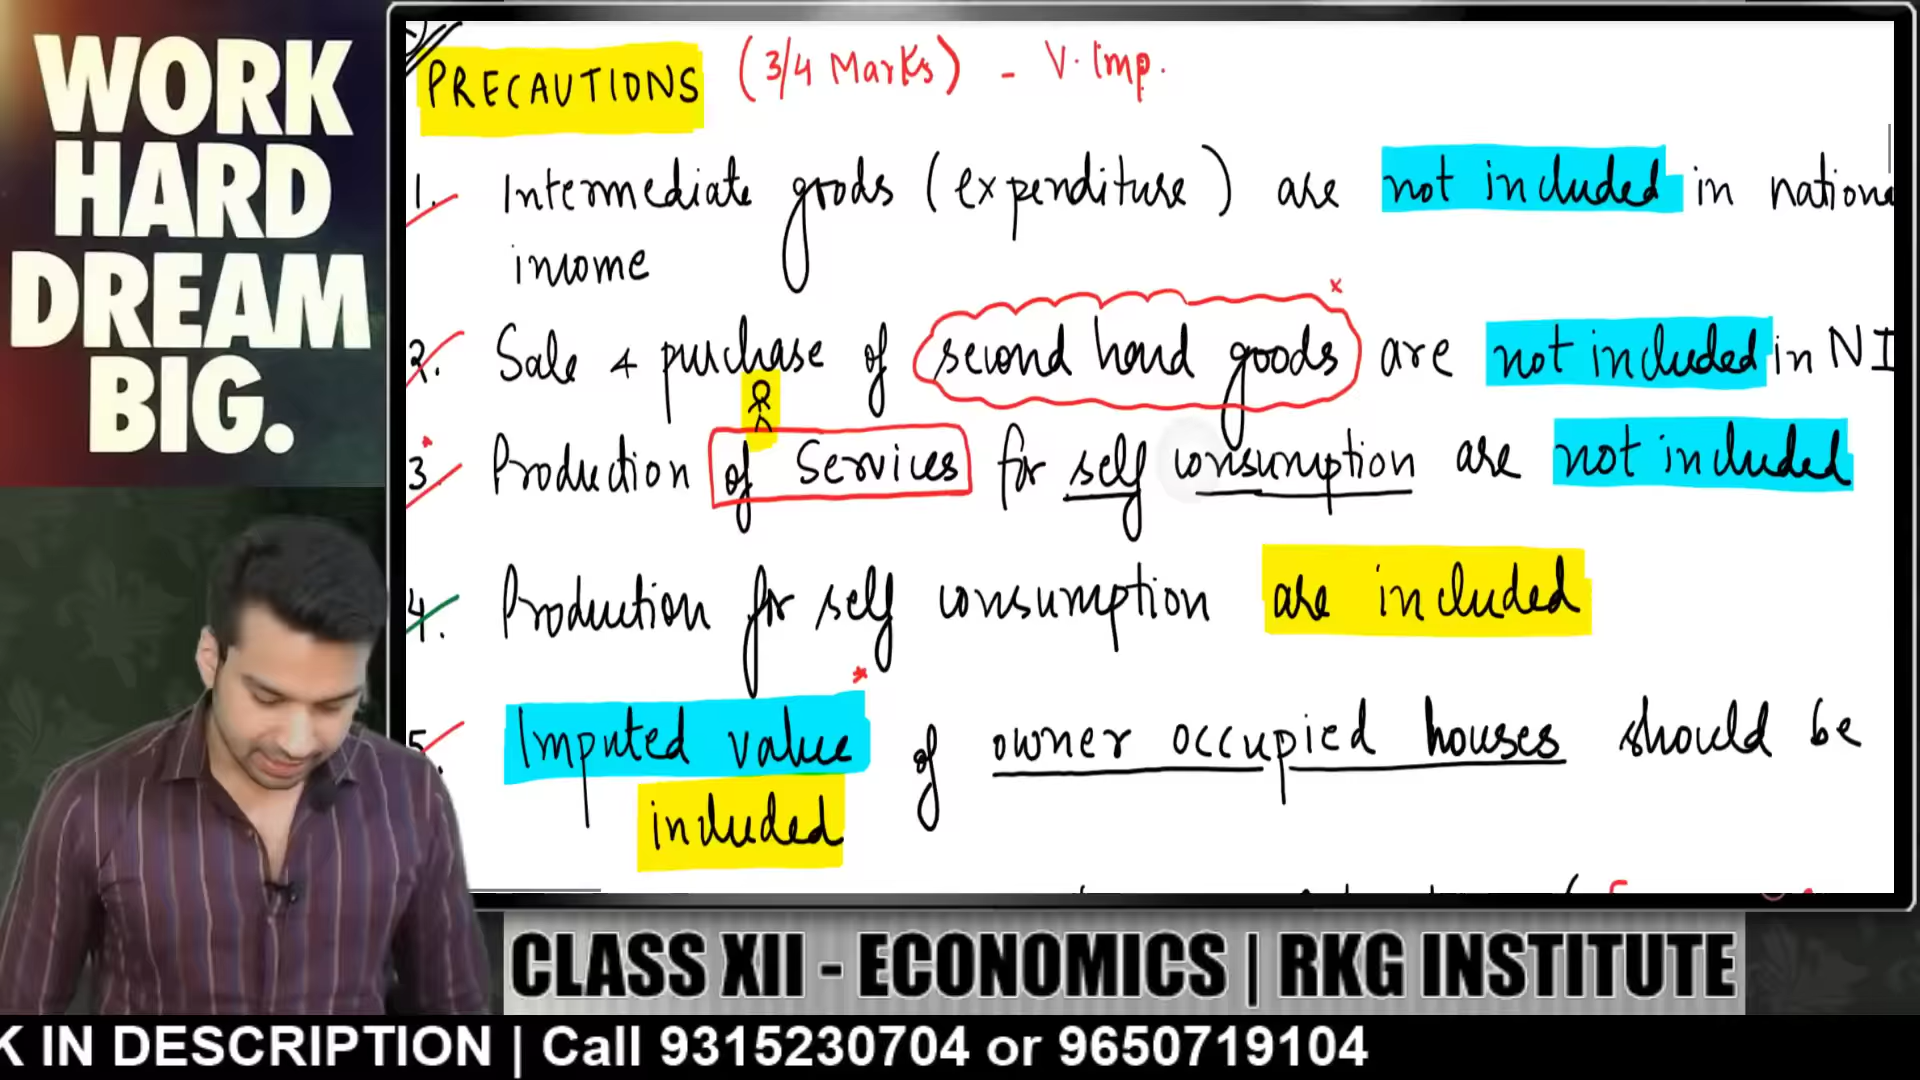 WORK
HARD
DREAM
BIG.
PRECAUTIONS (3/4 Marks) - V. Imp.
1. Intermediate goods (expenditure) are not included in nationa
income
2. Sale & purchase of second hand goods are not included in NI
3. Production of Services for self consumption are not included
4. Production for self consumption are included
5. Imputed value of owner occupied houses should be
included
CLASS XII - ECONOMICS | RKG INSTITUTE
K IN DESCRIPTION | Call 9315230704 or 9650719104